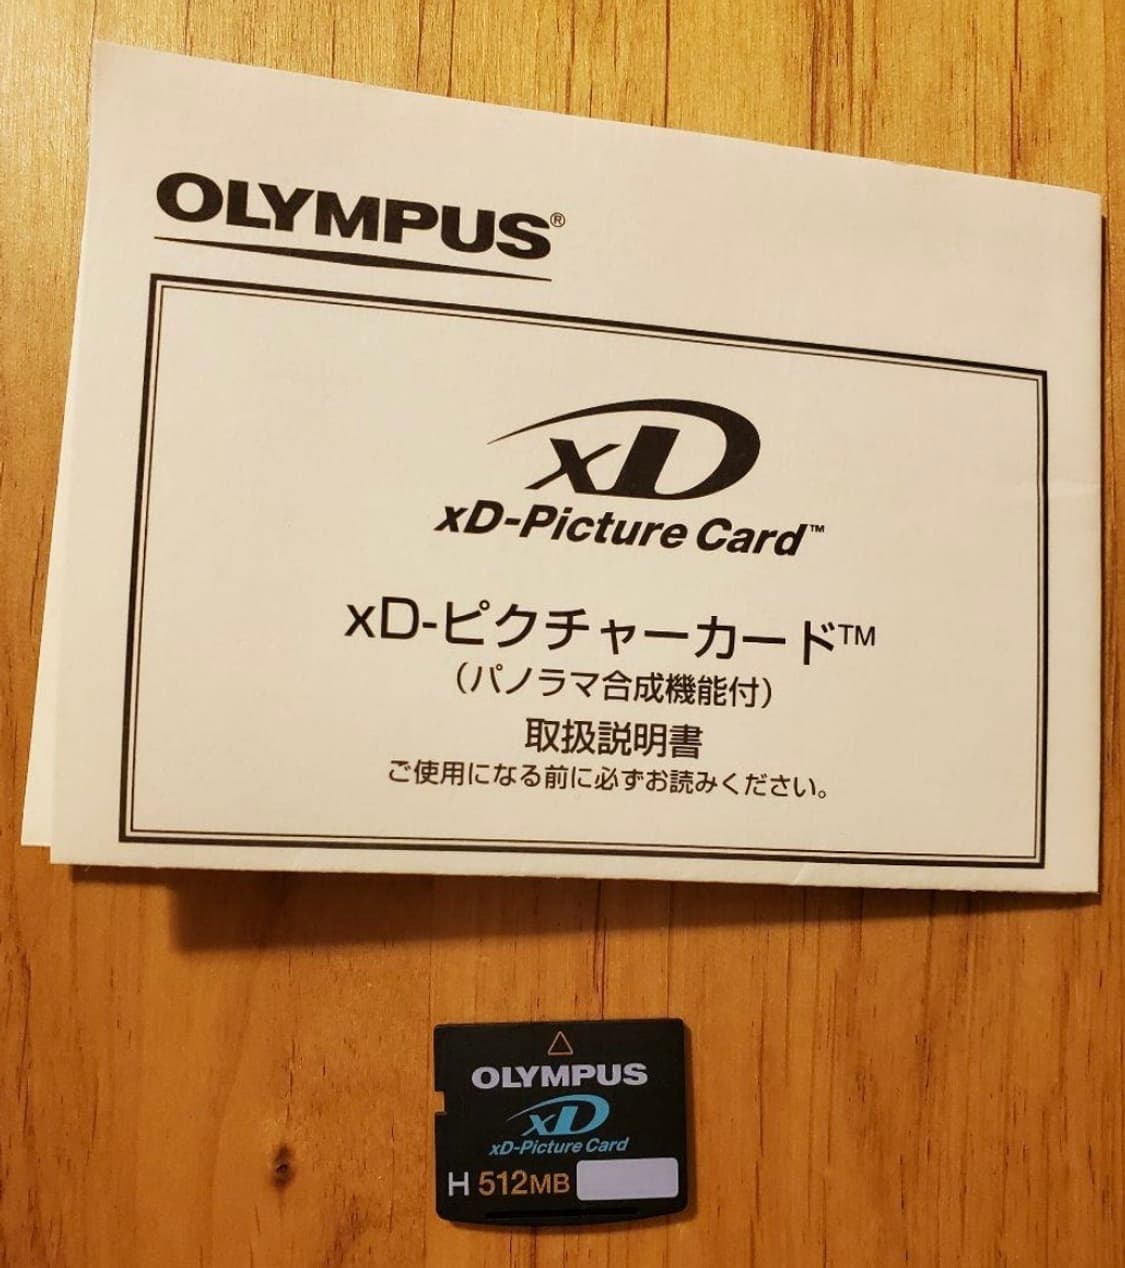 OLYMPUS®
xD
xD-Picture Card™
xD-ピクチャーカード™
（パノラマ合成機能付）
取扱説明書
ご使用になる前に必ずお読みください。
OLYMPUS
xD
xD-Picture Card
H 512MB